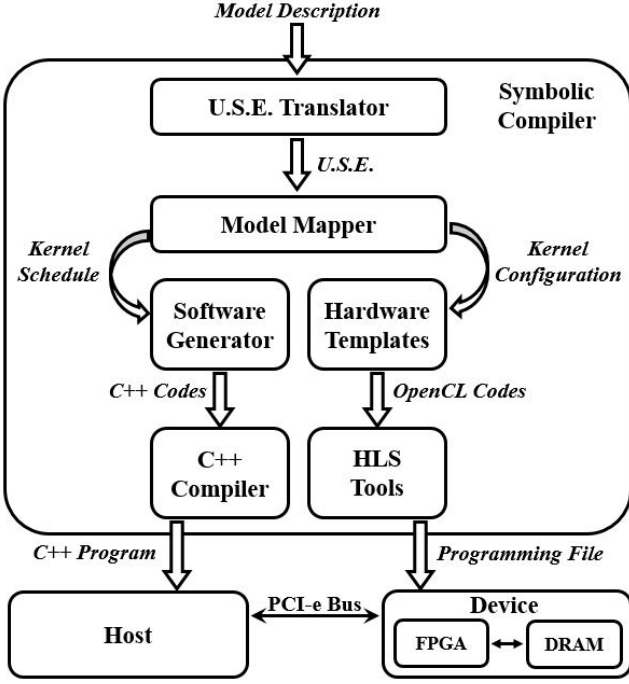 Model Description
U.S.E. Translator
Symbolic
Compiler
U.S.E.
Model Mapper
Kernel
Schedule
Kernel
Configuration
Software
Generator
Hardware
Templates
C++ Codes
OpenCL Codes
C++
Compiler
HLS
Tools
C++ Program
Programming File
Host
PCI-e Bus
Device
FPGA
DRAM